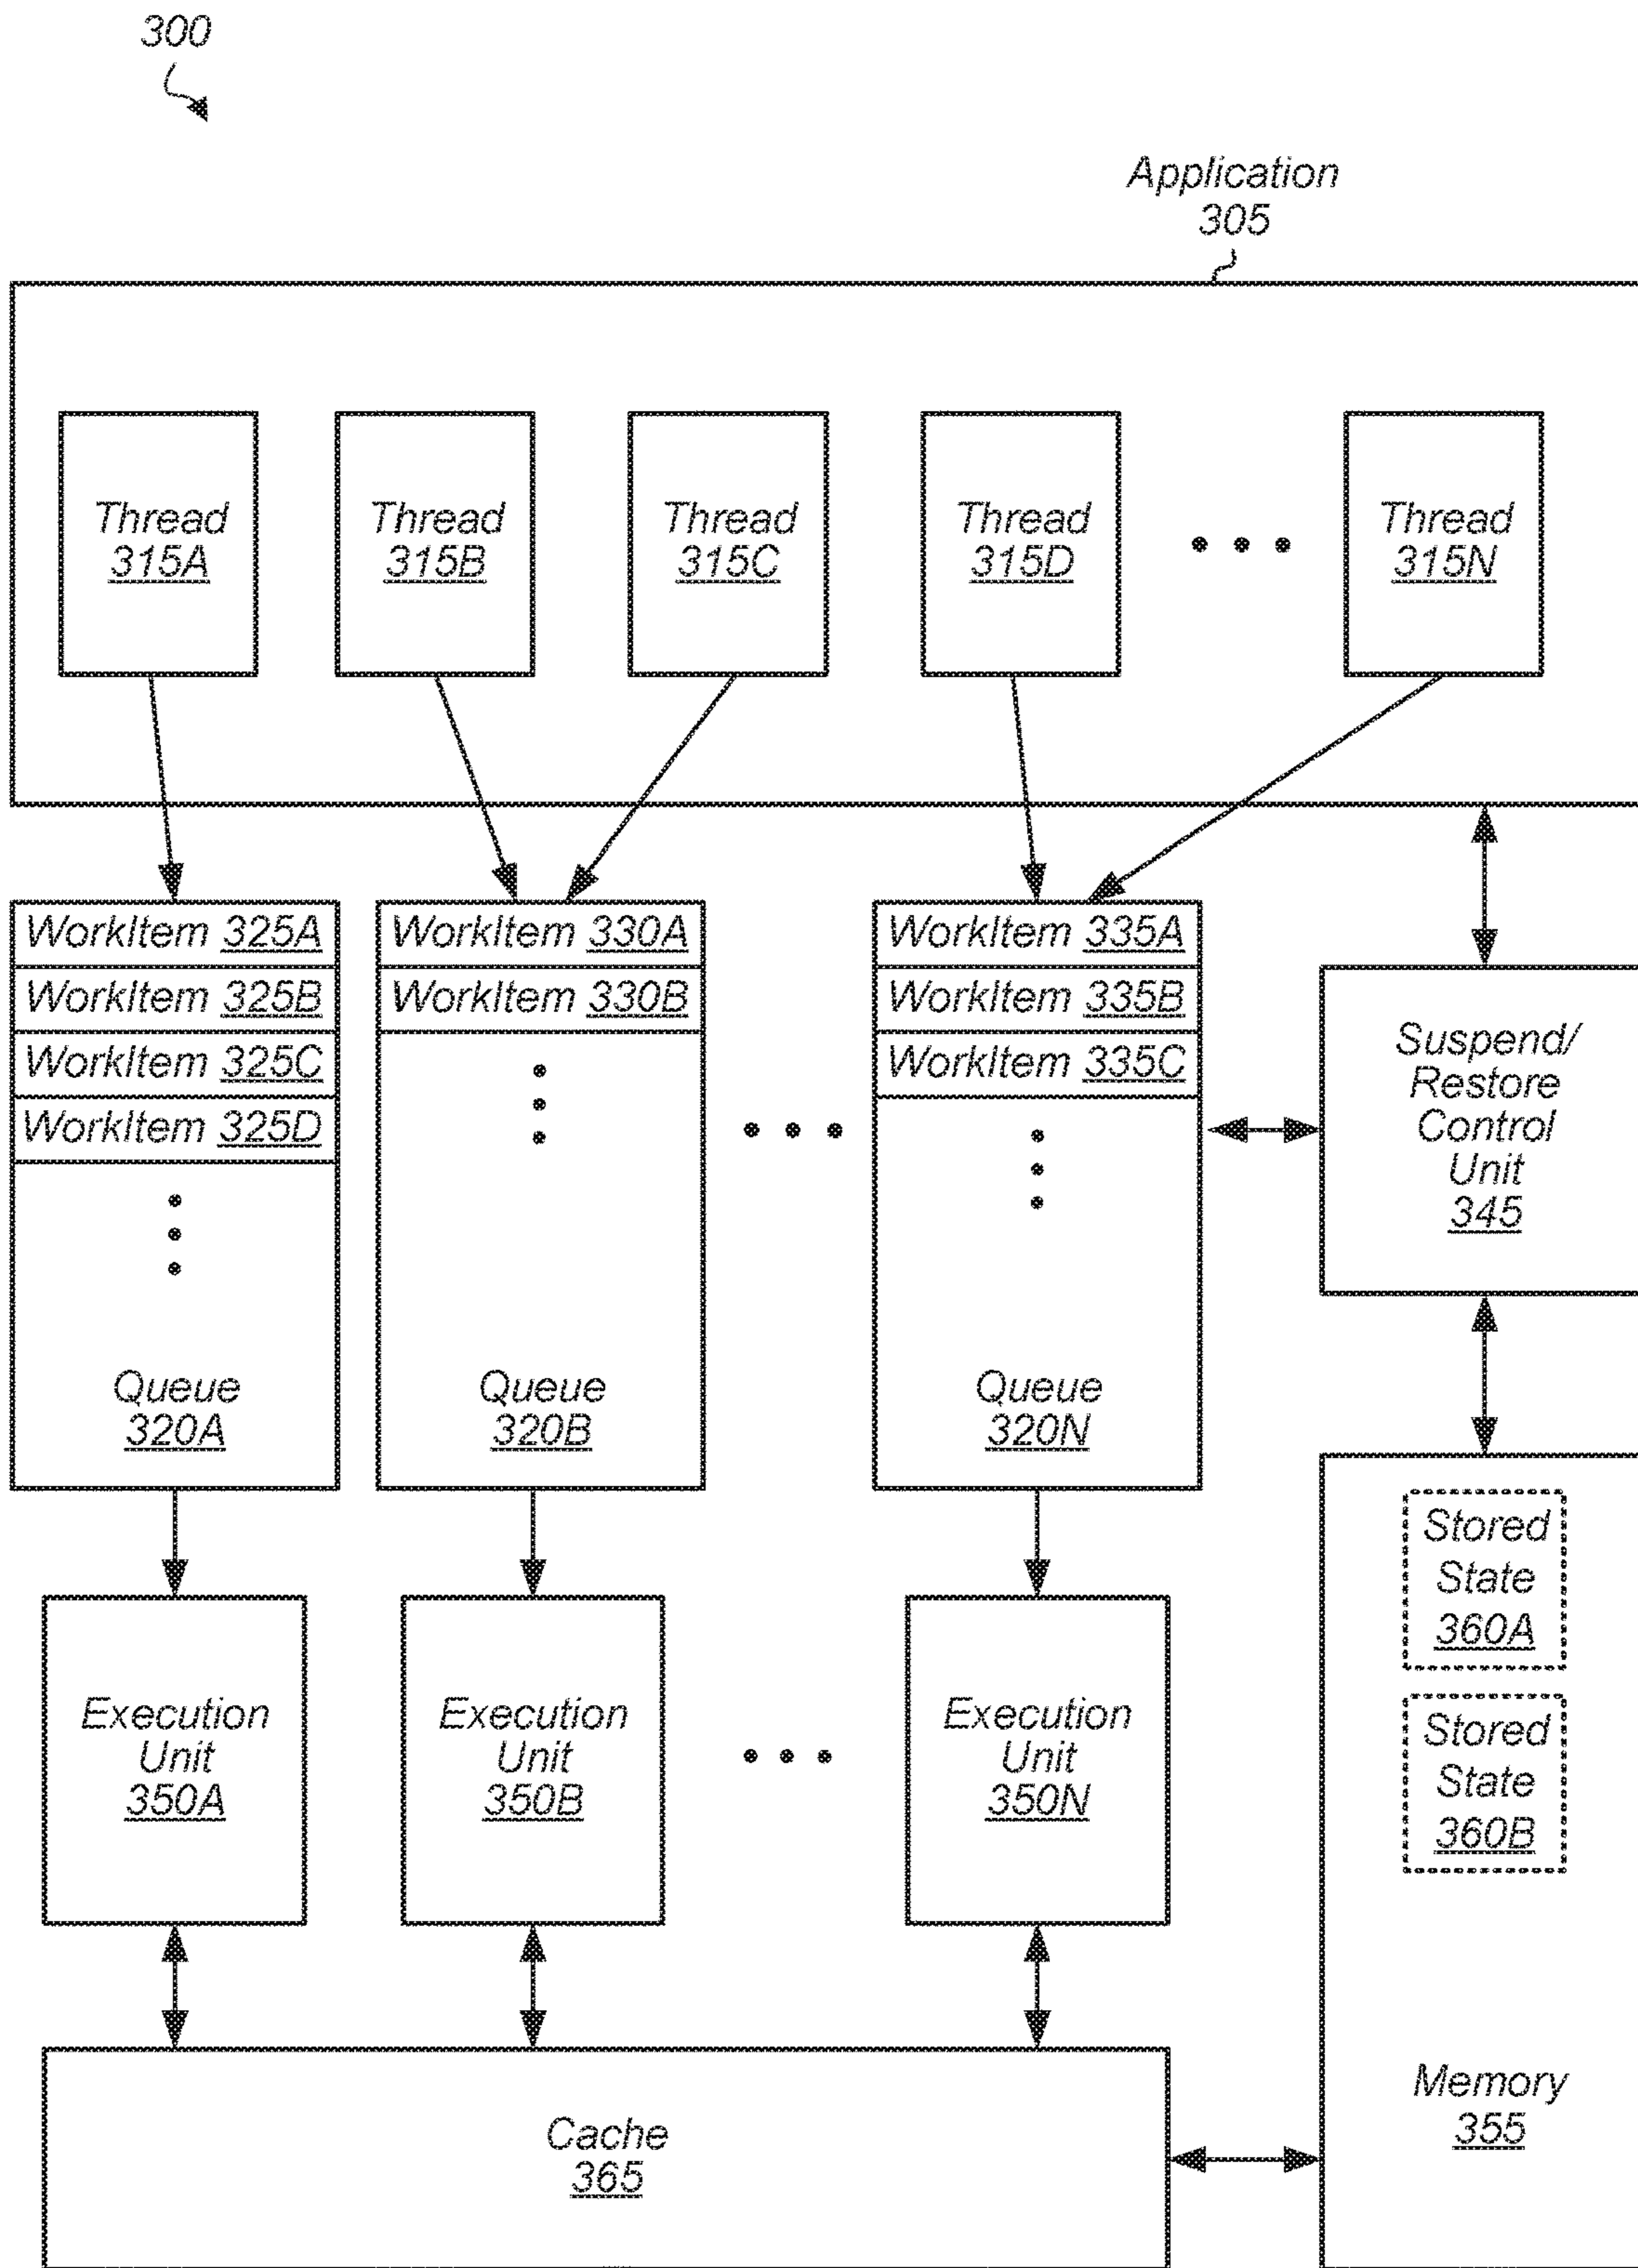 300
Application
305
Thread
315A
Thread
315B
Thread
315C
Thread
315D
Thread
315N
WorkItem 325A
WorkItem 325B
WorkItem 325C
WorkItem 325D
Queue
320A
WorkItem 330A
WorkItem 330B
Queue
320B
WorkItem 335A
WorkItem 335B
WorkItem 335C
Queue
320N
Suspend/
Restore
Control
Unit
345
Execution
Unit
350A
Execution
Unit
350B
Execution
Unit
350N
Stored
State
360A
Stored
State
360B
Memory
355
Cache
365